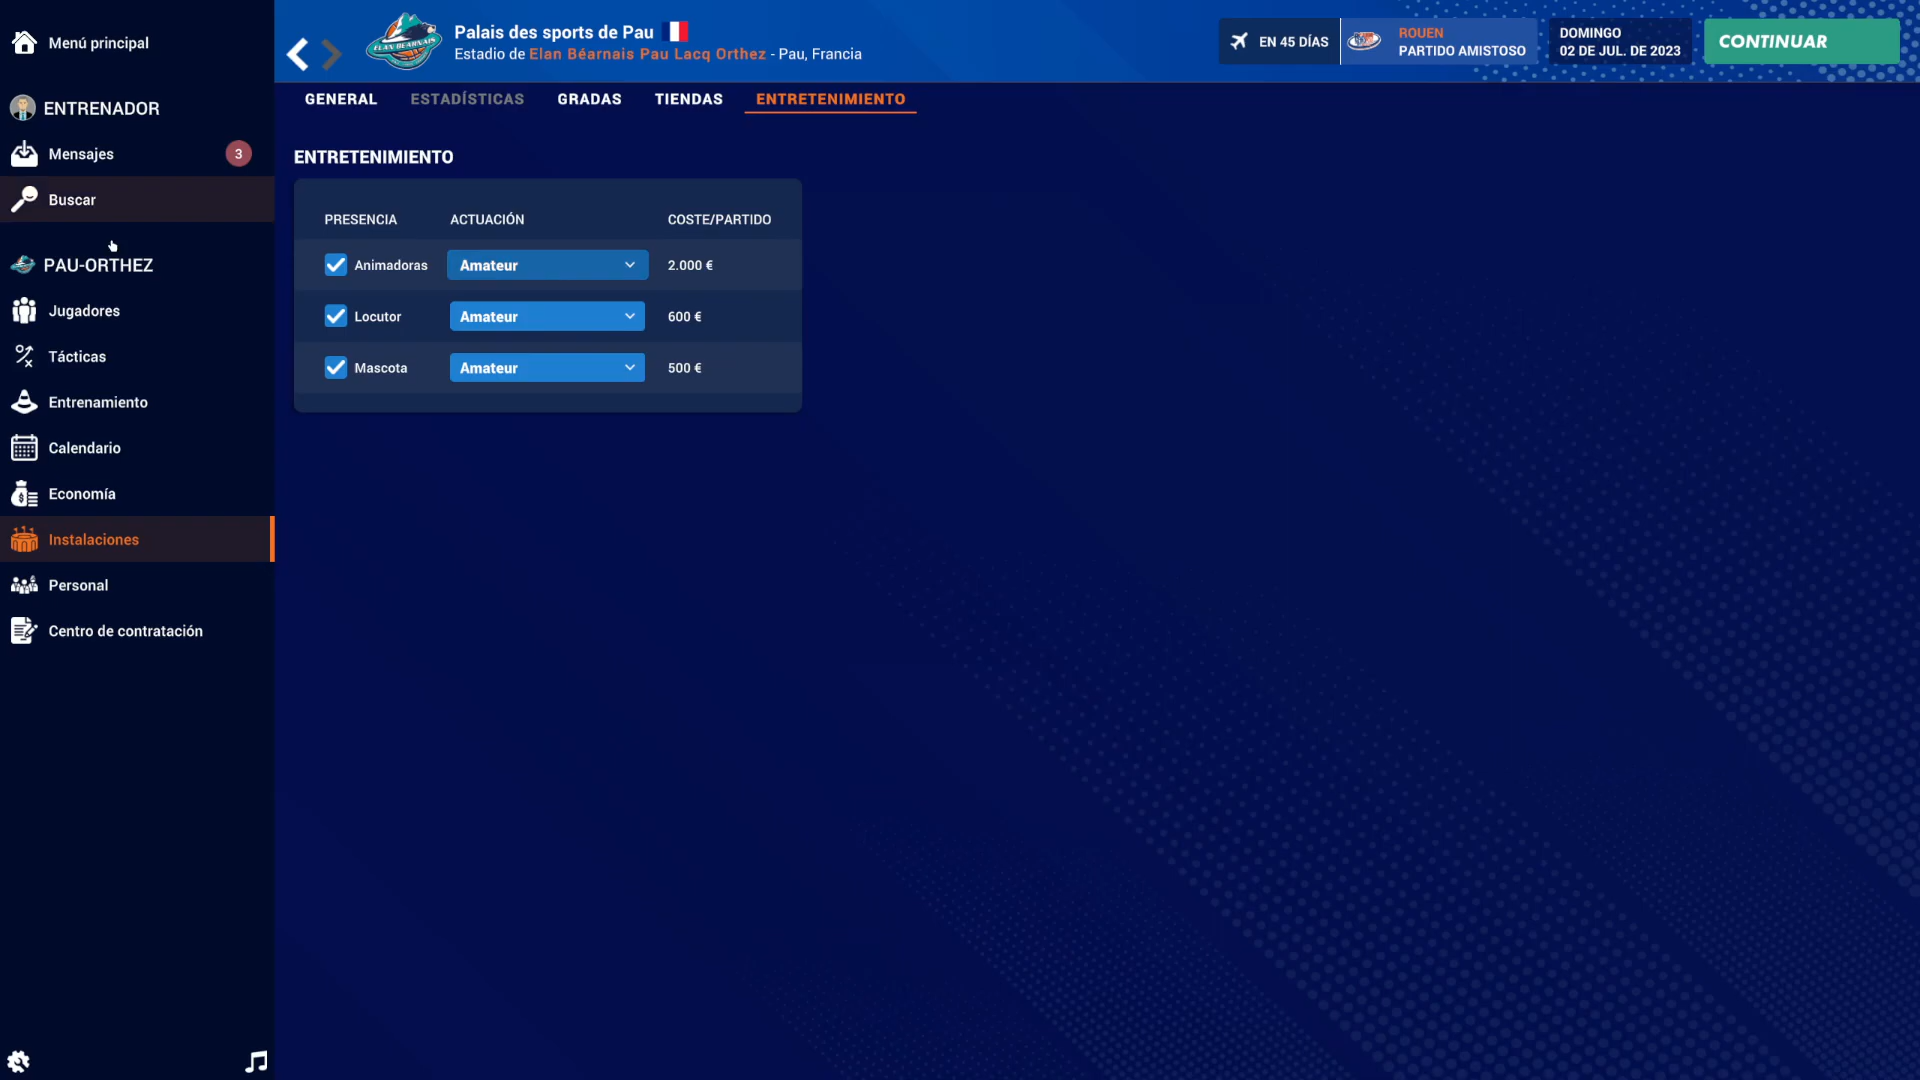 Menú principal
ENTRENADOR
Mensajes 3
Buscar
PAU-ORTHEZ
Jugadores
Tácticas
Entrenamiento
Calendario
Economía
Instalaciones
Personal
Centro de contratación
ELAN BÉARNAIS
Palais des sports de Pau
Estadio de Elan Béarnais Pau Lacq Orthez - Pau, Francia
EN 45 DÍAS
ROUEN
PARTIDO AMISTOSO
DOMINGO
02 DE JUL. DE 2023
CONTINUAR
GENERAL ESTADÍSTICAS GRADAS TIENDAS ENTRETENIMIENTO
ENTRETENIMIENTO
PRESENCIA ACTUACIÓN COSTE/PARTIDO
Animadoras Amateur 2.000 €
Locutor Amateur 600 €
Mascota Amateur 500 €